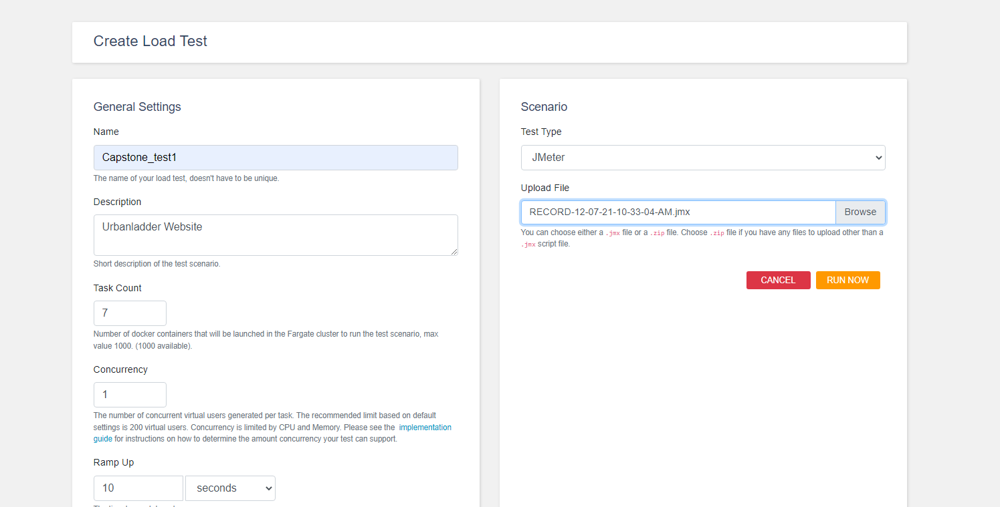 Create Load Test
General Settings
Name
Capstone_test1
The name of your load test, doesn't have to be unique.
Description
Urbanladder Website
Short description of the test scenario.
Task Count
7
Number of docker containers that will be launched in the Fargate cluster to run the test scenario, max
value 1000. (1000 available).
Concurrency
1
The number of concurrent virtual users generated per task. The recommended limit based on default
settings is 200 virtual users. Concurrency is limited by CPU and Memory. Please see the implementation
guide for instructions on how to determine the amount concurrency your test can support.
Ramp Up
10 seconds
Scenario
Test Type
JMeter
Upload File
RECORD-12-07-21-10-33-04-AM.jmx Browse
You can choose either a .jmx file or a .zip file. Choose .zip file if you have any files to upload other than a
.jmx script file.
CANCEL RUN NOW